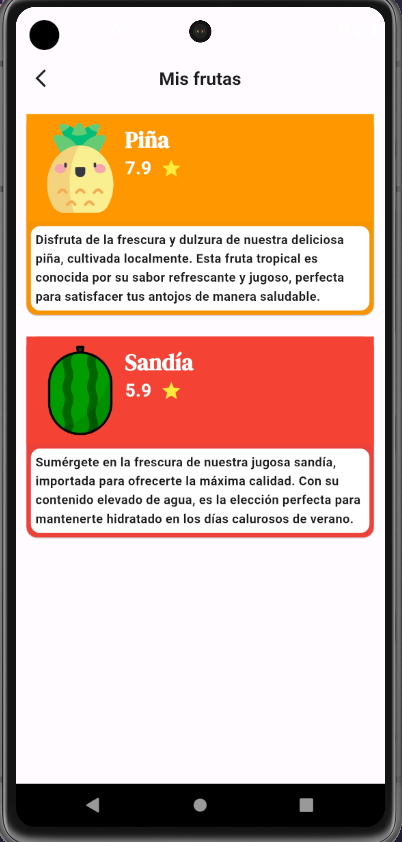 Mis frutas
Piña
7.9
Disfruta de la frescura y dulzura de nuestra deliciosa
piña, cultivada localmente. Esta fruta tropical es
conocida por su sabor refrescante y jugoso, perfecta
para satisfacer tus antojos de manera saludable.
Sandía
5.9
Sumérgete en la frescura de nuestra jugosa sandía,
importada para ofrecerte la máxima calidad. Con su
contenido elevado de agua, es la elección perfecta para
mantenerte hidratado en los días calurosos de verano.